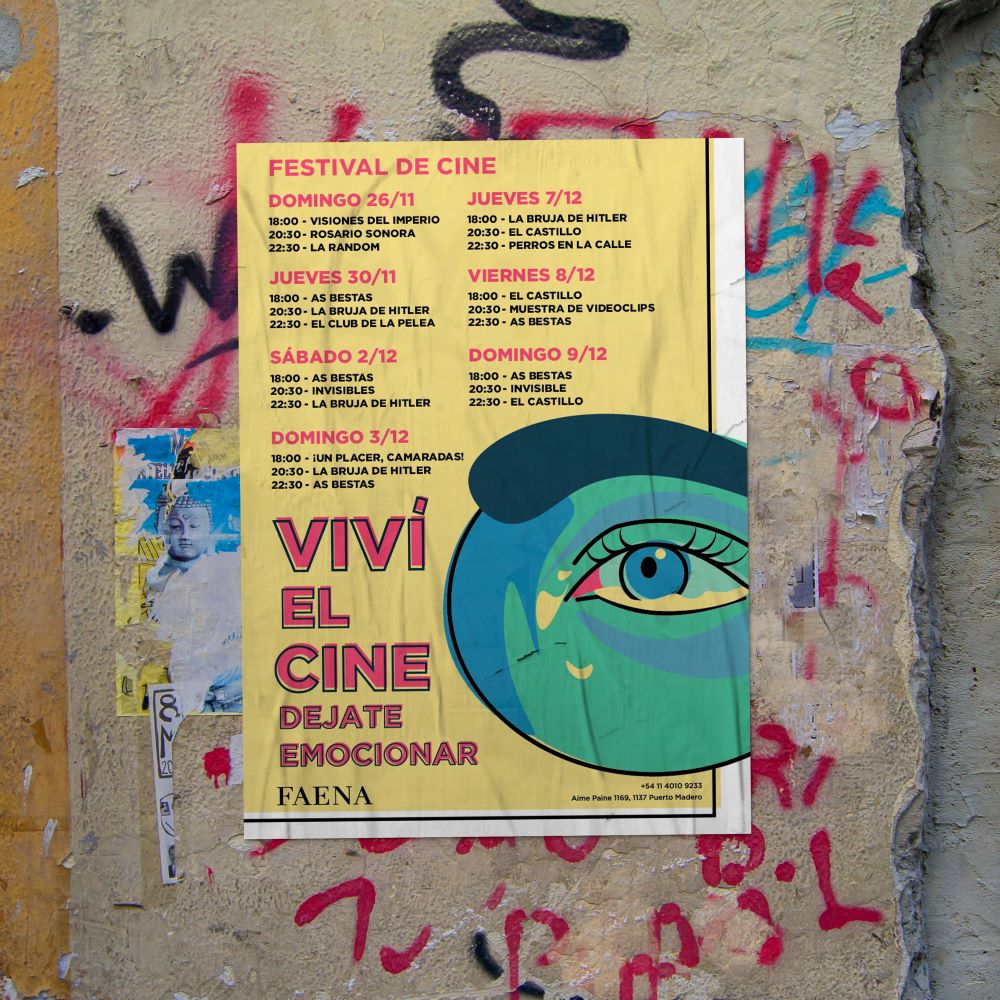 FESTIVAL DE CINE
DOMINGO 26/11
18:00 - VISIONES DEL IMPERIO
20:30 - ROSARIO SONORA
22:30 - LA RANDOM
JUEVES 30/11
18:00 - AS BESTAS
20:30 - LA BRUJA DE HITLER
22:30 - EL CLUB DE LA PELEA
SÁBADO 2/12
18:00 - AS BESTAS
20:30 - INVISIBLES
22:30 - LA BRUJA DE HITLER
DOMINGO 3/12
18:00 - ¡UN PLACER, CAMARADAS!
20:30 - LA BRUJA DE HITLER
22:30 - AS BESTAS
JUEVES 7/12
18:00 - LA BRUJA DE HITLER
20:30 - EL CASTILLO
22:30 - PERROS EN LA CALLE
VIERNES 8/12
18:00 - EL CASTILLO
20:30 - MUESTRA DE VIDEOCLIPS
22:30 - AS BESTAS
DOMINGO 9/12
18:00 - AS BESTAS
20:30 - INVISIBLE
22:30 - EL CASTILLO
VIVÍ
EL
CINE
DEJATE
EMOCIONAR
FAENA
+54 11 4010 9233
Aime Paine 1169, 1137 Puerto Madero